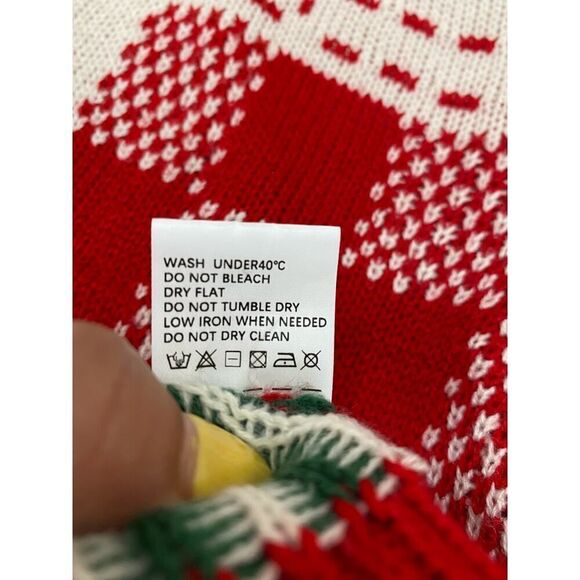 WASH UNDER40°C
DO NOT BLEACH
DRY FLAT
DO NOT TUMBLE DRY
LOW IRON WHEN NEEDED
DO NOT DRY CLEAN